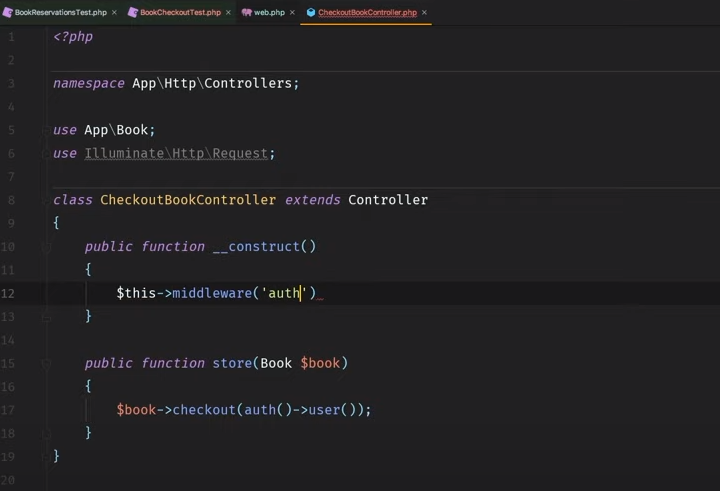 BookReservationsTest.php × BookCheckoutTest.php × web.php × CheckoutBookController.php ×
1 <?php
2
3 namespace App\Http\Controllers;
4
5 use App\Book;
6 use Illuminate\Http\Request;
7
8 class CheckoutBookController extends Controller
9 {
10 public function __construct()
11 {
12 $this->middleware('auth')
13 }
14
15 public function store(Book $book)
16 {
17 $book->checkout(auth()->user());
18 }
19 }
20